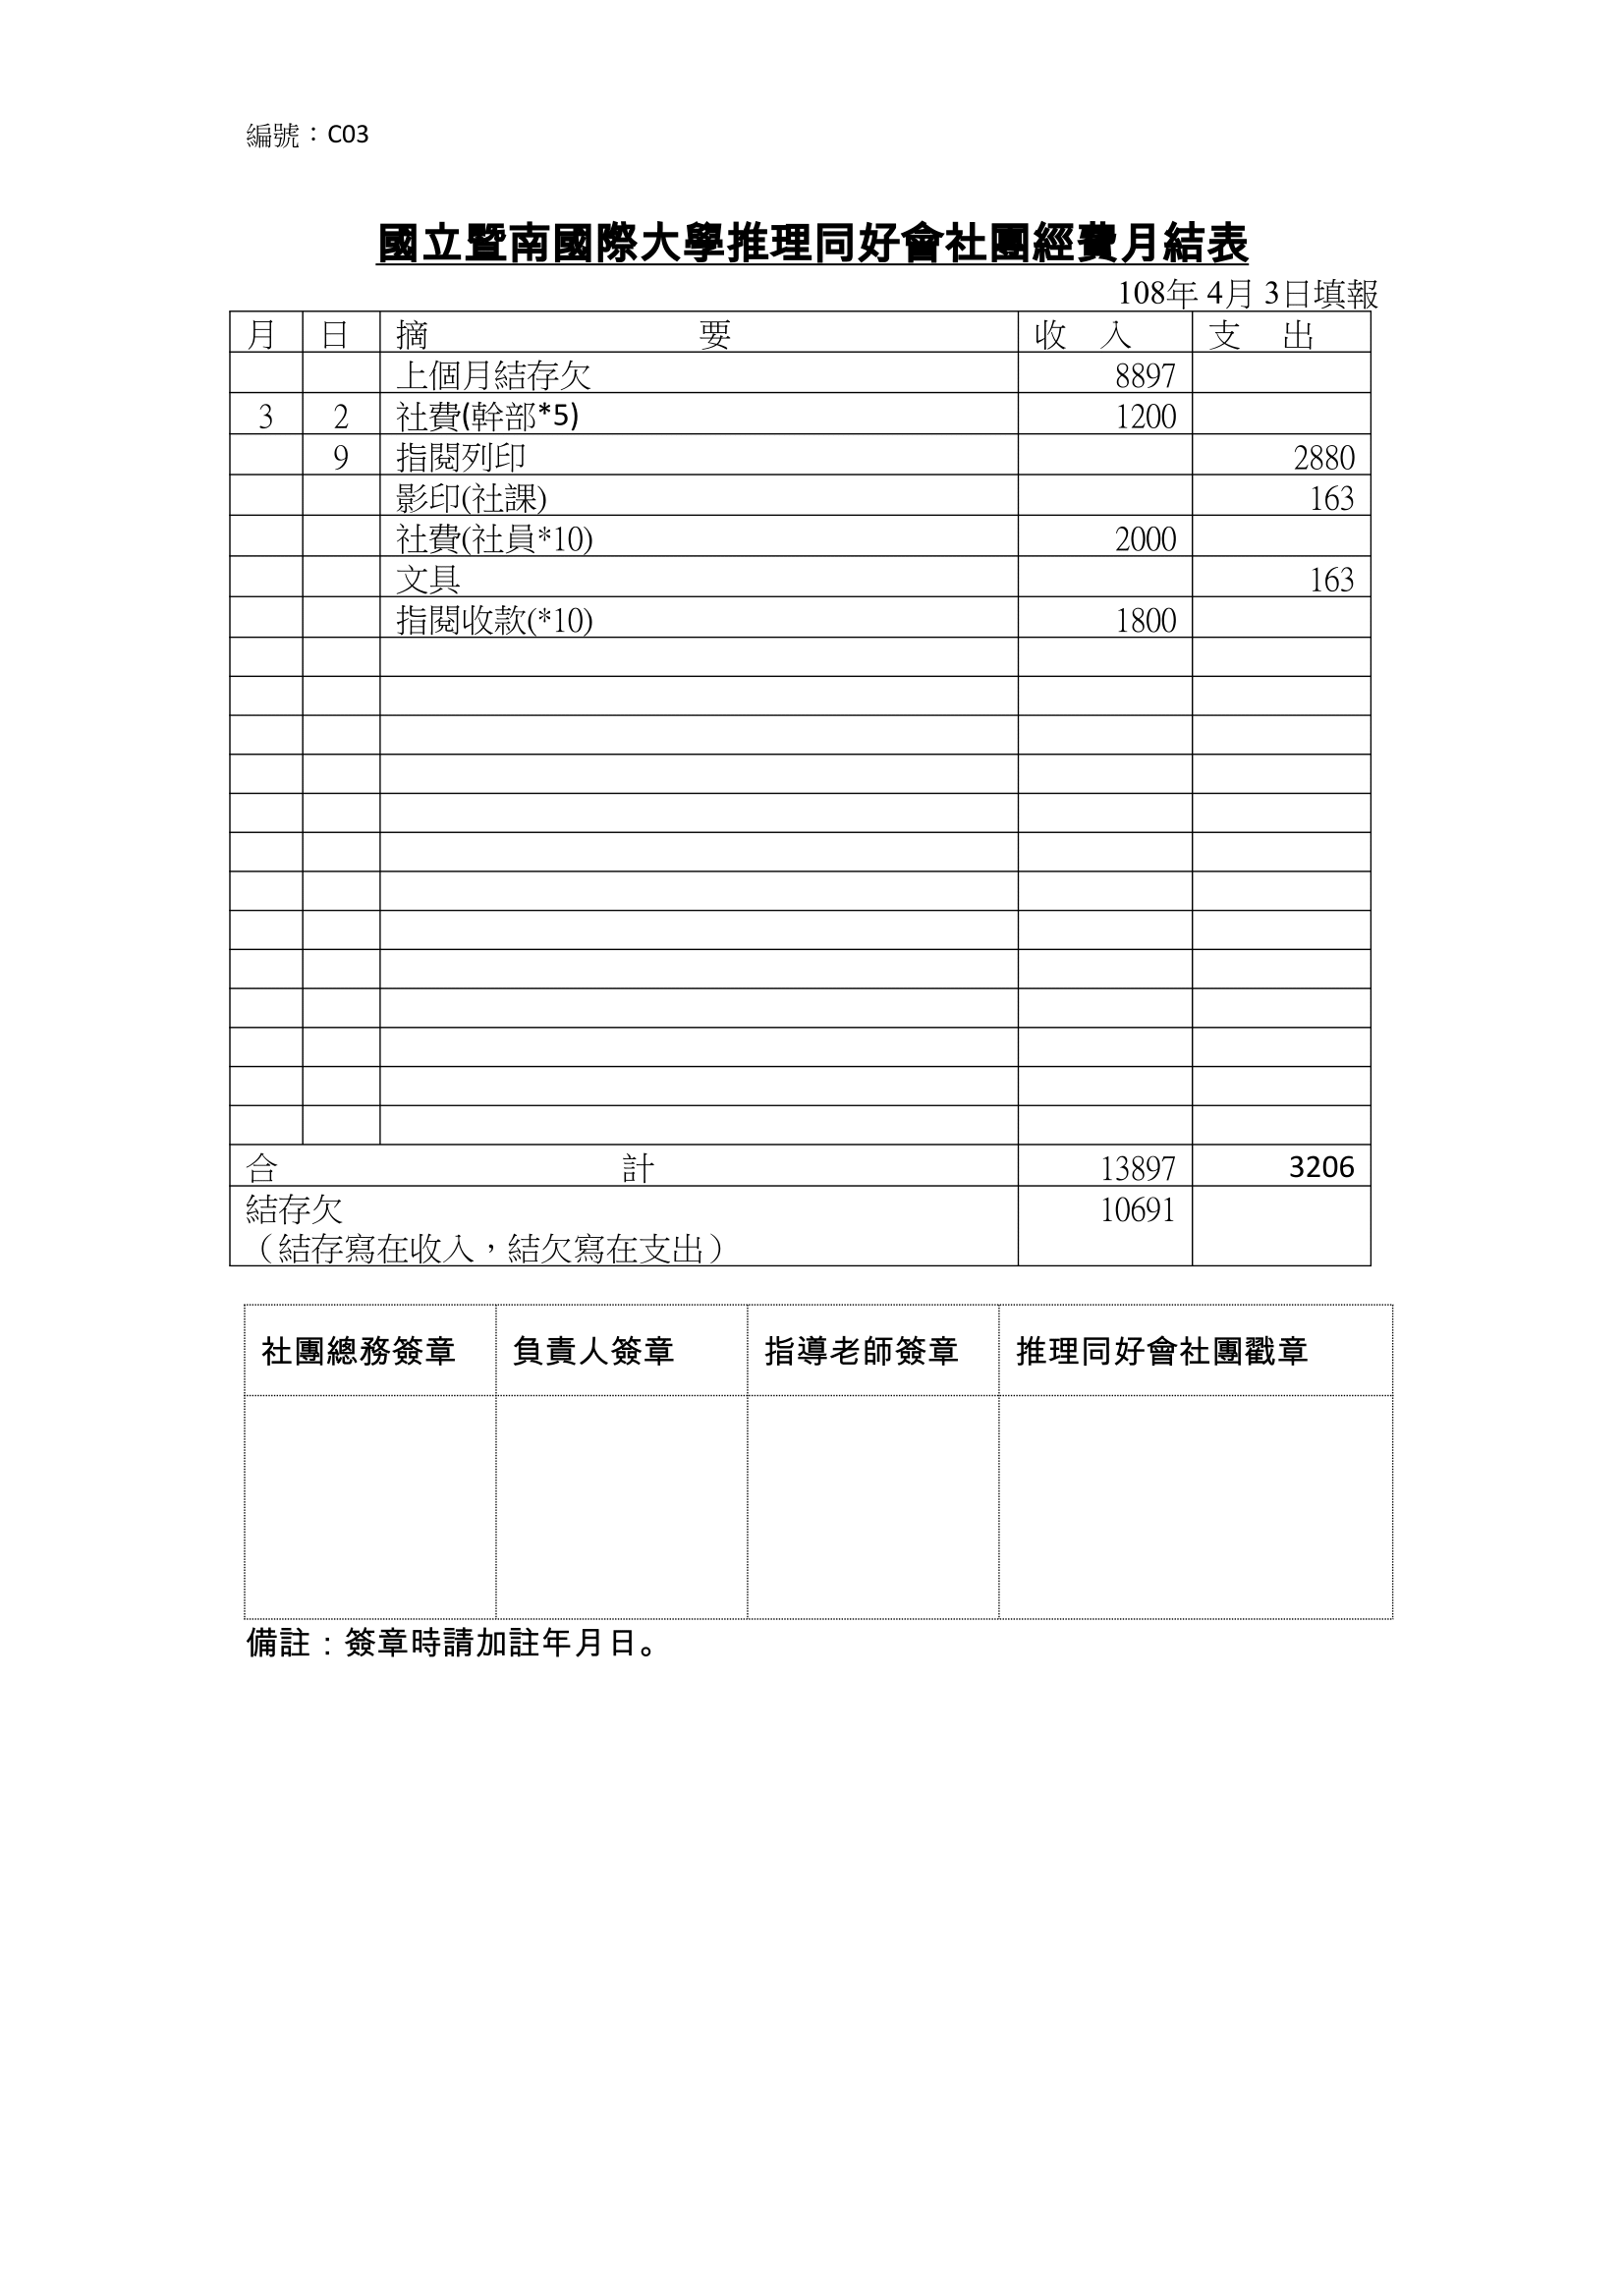 編號：C03
國立暨南國際大學推理同好會社團經費月結表
108年 4月 3日填報
月 日 摘 要 收 入 支 出
上個月結存欠 8897
3 2 社費(幹部*5) 1200
9 指閱列印 2880
影印(社課) 163
社費(社員*10) 2000
文具 163
指閱收款(*10) 1800
合 計 13897 3206
結存欠 10691
（結存寫在收入，結欠寫在支出）
社團總務簽章 負責人簽章 指導老師簽章 推理同好會社團戳章
備註：簽章時請加註年月日。